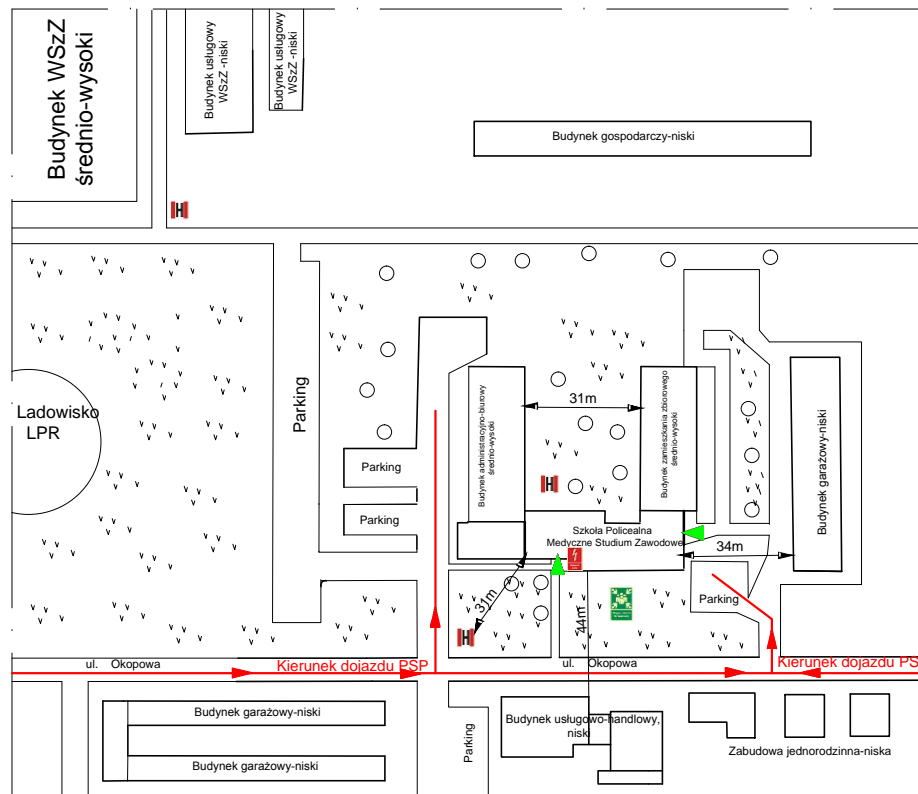 Budynek WSzZ
średnio-wysoki
Budynek usługowy
WSzZ -niski
Budynek usługowy
WSzZ -niski
Budynek gospodarczy-niski
H
Ladowisko
LPR
Parking
Parking
Parking
Budynek administracyjno-biurowy
średnio-wysoki
31m
Budynek zamieszkania zbiorowego
średnio-wysoki
Budynek garażowy-niski
H
Szkoła Policealna
Medyczne Studium Zawodowe
34m
31m
44m
Parking
H
ul. Okopowa
Kierunek dojazdu PSP
ul. Okopowa
Kierunek dojazdu PS
Budynek garażowy-niski
Budynek garażowy-niski
Parking
Budynek usługowo-handlowy,
niski
Zabudowa jednorodzinna-niska